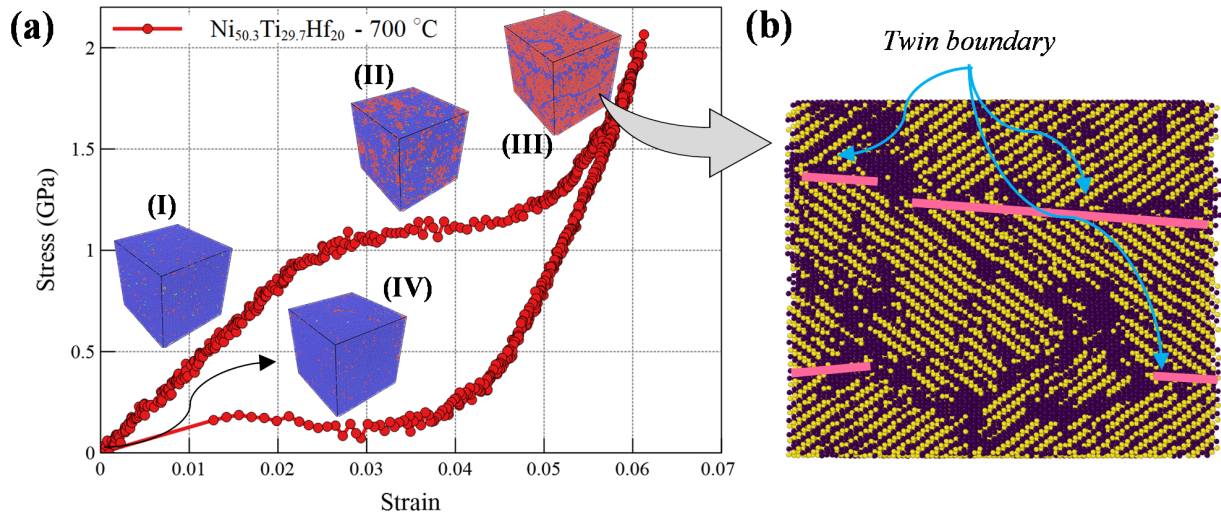 (a)
Ni50.3Ti29.7Hf20 - 700 °C
(b)
Twin boundary
(I)
(II)
(III)
(IV)
Stress (GPa)
2
1.5
1
0.5
0
0 0.01 0.02 0.03 0.04 0.05 0.06 0.07
Strain